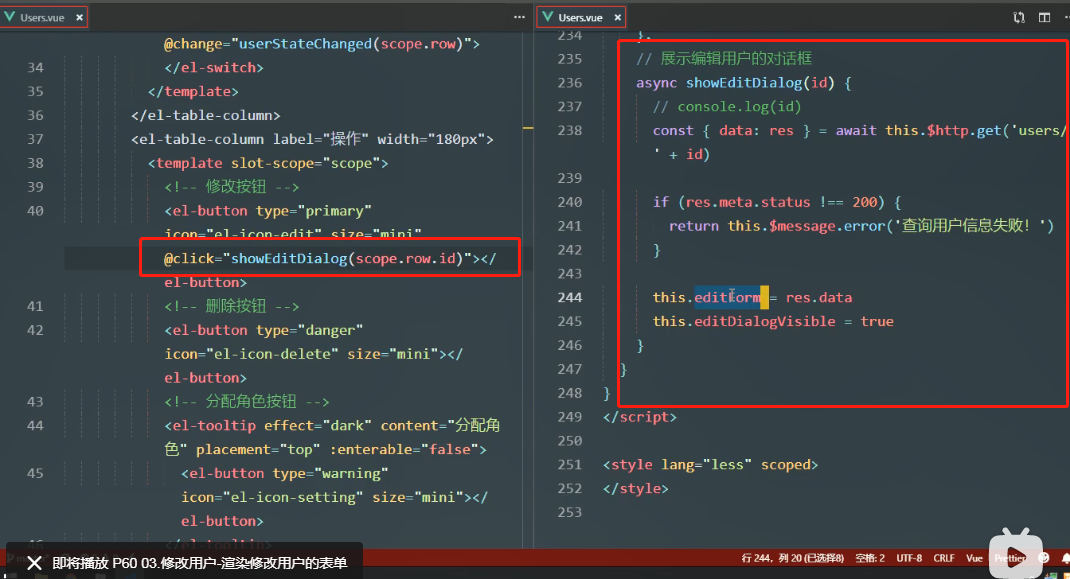 Users.vue ×
@change="userStateChanged(scope.row)">
34 </el-switch>
35 </template>
36 </el-table-column>
37 <el-table-column label="操作" width="180px">
38 <template slot-scope="scope">
39 <!-- 修改按钮 -->
40 <el-button type="primary"
icon="el-icon-edit" size="mini"
@click="showEditDialog(scope.row.id)"></
el-button>
41 <!-- 删除按钮 -->
42 <el-button type="danger"
icon="el-icon-delete" size="mini"></
el-button>
43 <!-- 分配角色按钮 -->
44 <el-tooltip effect="dark" content="分配角
色" placement="top" :enterable="false">
45 <el-button type="warning"
icon="el-icon-setting" size="mini"></
el-button>
46 </el-tooltip>
Users.vue ×
234 },
235 // 展示编辑用户的对话框
236 async showEditDialog(id) {
237 // console.log(id)
238 const { data: res } = await this.$http.get('users/
' + id)
239
240 if (res.meta.status !== 200) {
241 return this.$message.error('查询用户信息失败！')
242 }
243
244 this.editForm = res.data
245 this.editDialogVisible = true
246 }
247 }
248 }
249 </script>
250
251 <style lang="less" scoped>
252 </style>
253
即将播放 P60 03.修改用户-渲染修改用户的表单
行 244，列 20 (已选择8) 空格: 2 UTF-8 CRLF Vue Prettier